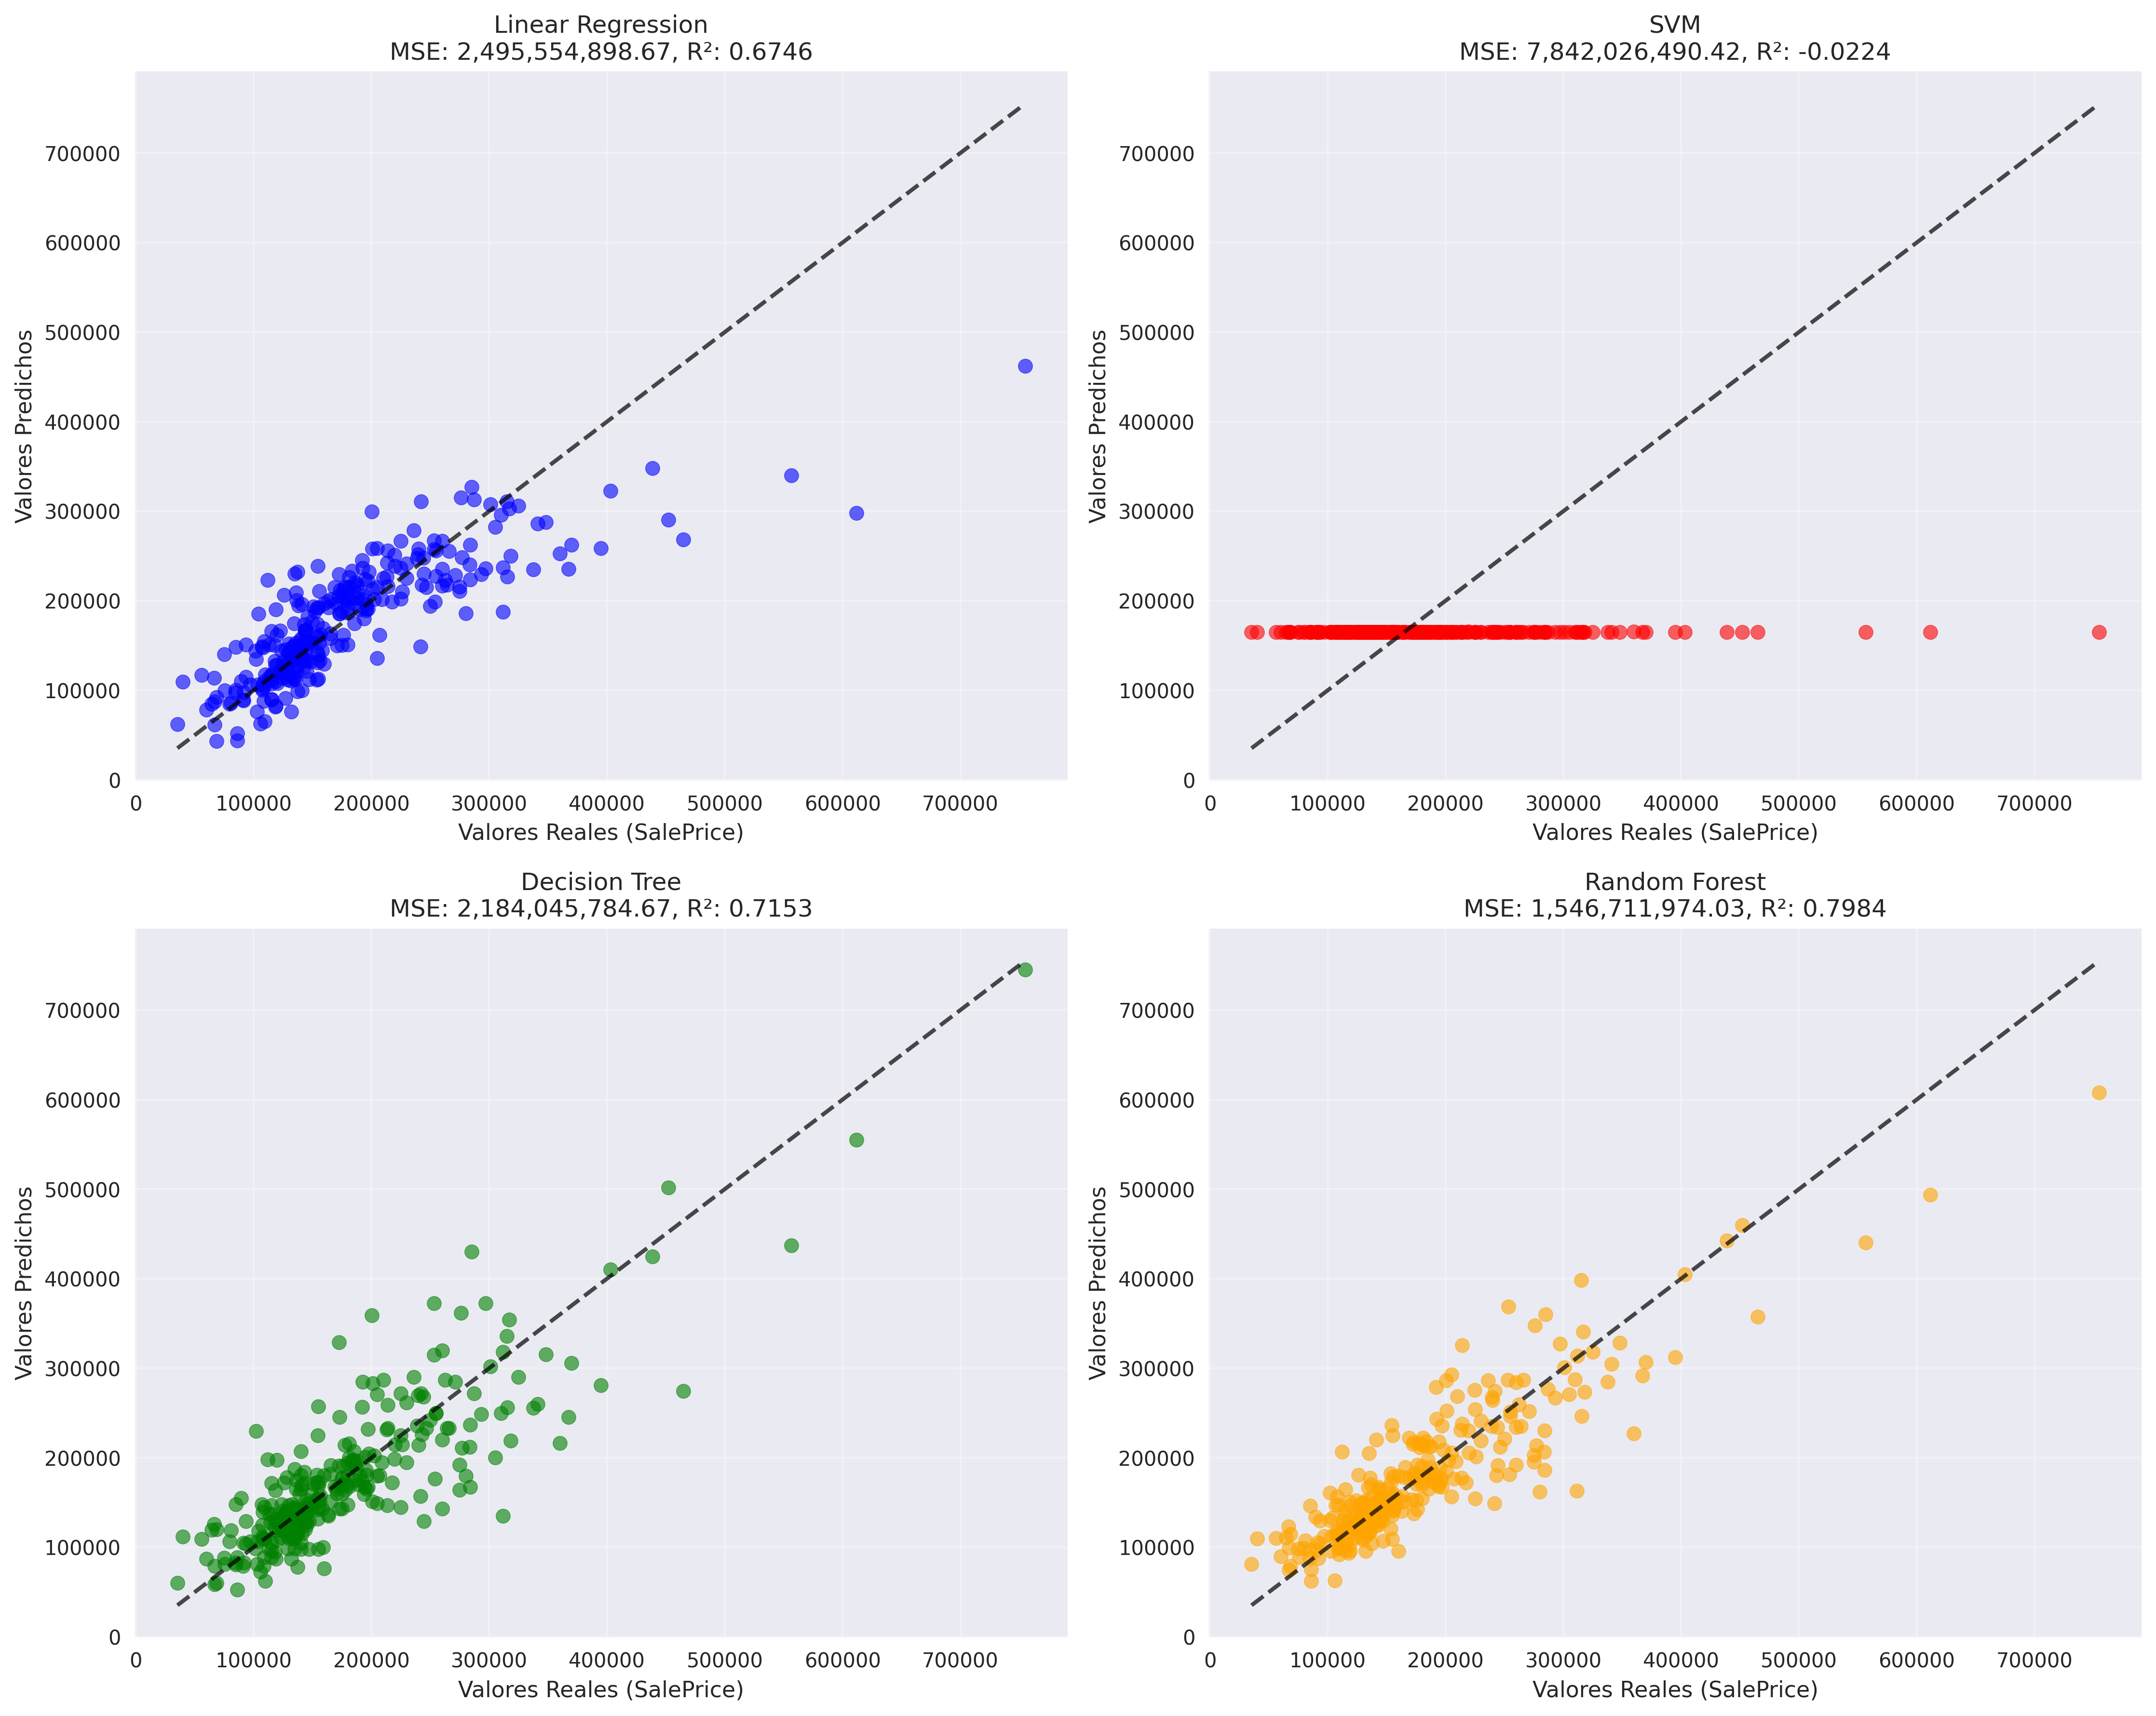 Linear Regression
MSE: 2,495,554,898.67, R²: 0.6746
Valores Predichos
700000
600000
500000
400000
300000
200000
100000
0
0 100000 200000 300000 400000 500000 600000 700000
Valores Reales (SalePrice)
SVM
MSE: 7,842,026,490.42, R²: -0.0224
Valores Predichos
700000
600000
500000
400000
300000
200000
100000
0
0 100000 200000 300000 400000 500000 600000 700000
Valores Reales (SalePrice)
Decision Tree
MSE: 2,184,045,784.67, R²: 0.7153
Valores Predichos
700000
600000
500000
400000
300000
200000
100000
0
0 100000 200000 300000 400000 500000 600000 700000
Valores Reales (SalePrice)
Random Forest
MSE: 1,546,711,974.03, R²: 0.7984
Valores Predichos
700000
600000
500000
400000
300000
200000
100000
0
0 100000 200000 300000 400000 500000 600000 700000
Valores Reales (SalePrice)